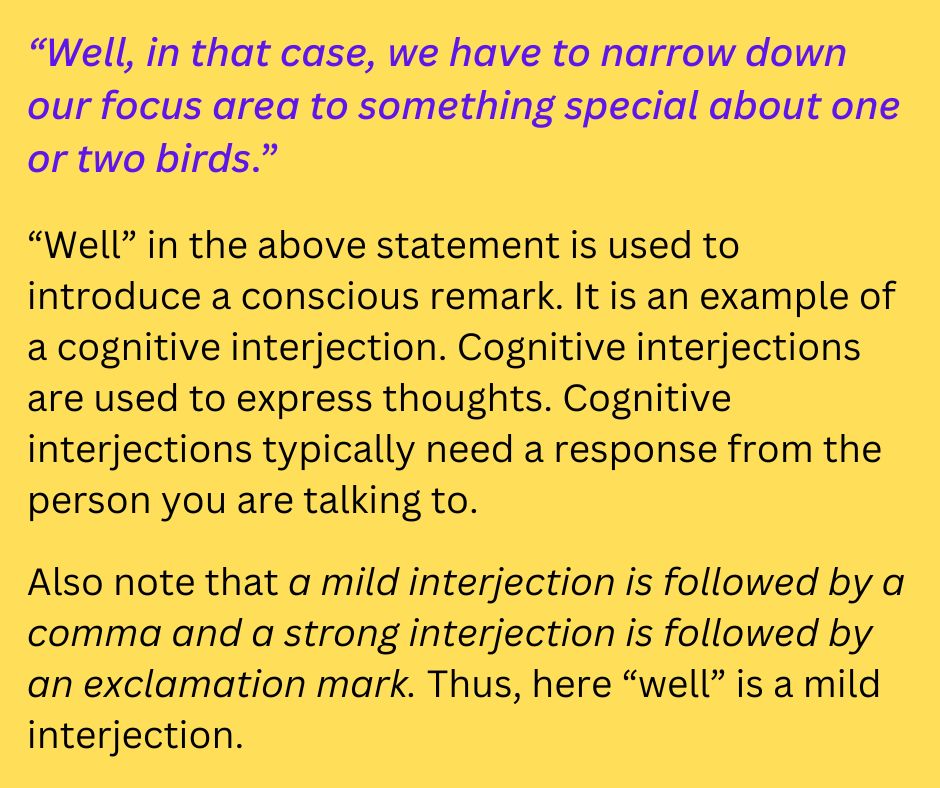 “Well, in that case, we have to narrow down
our focus area to something special about one
or two birds.”
“Well” in the above statement is used to
introduce a conscious remark. It is an example of
a cognitive interjection. Cognitive interjections
are used to express thoughts. Cognitive
interjections typically need a response from the
person you are talking to.
Also note that a mild interjection is followed by a
comma and a strong interjection is followed by
an exclamation mark. Thus, here “well” is a mild
interjection.